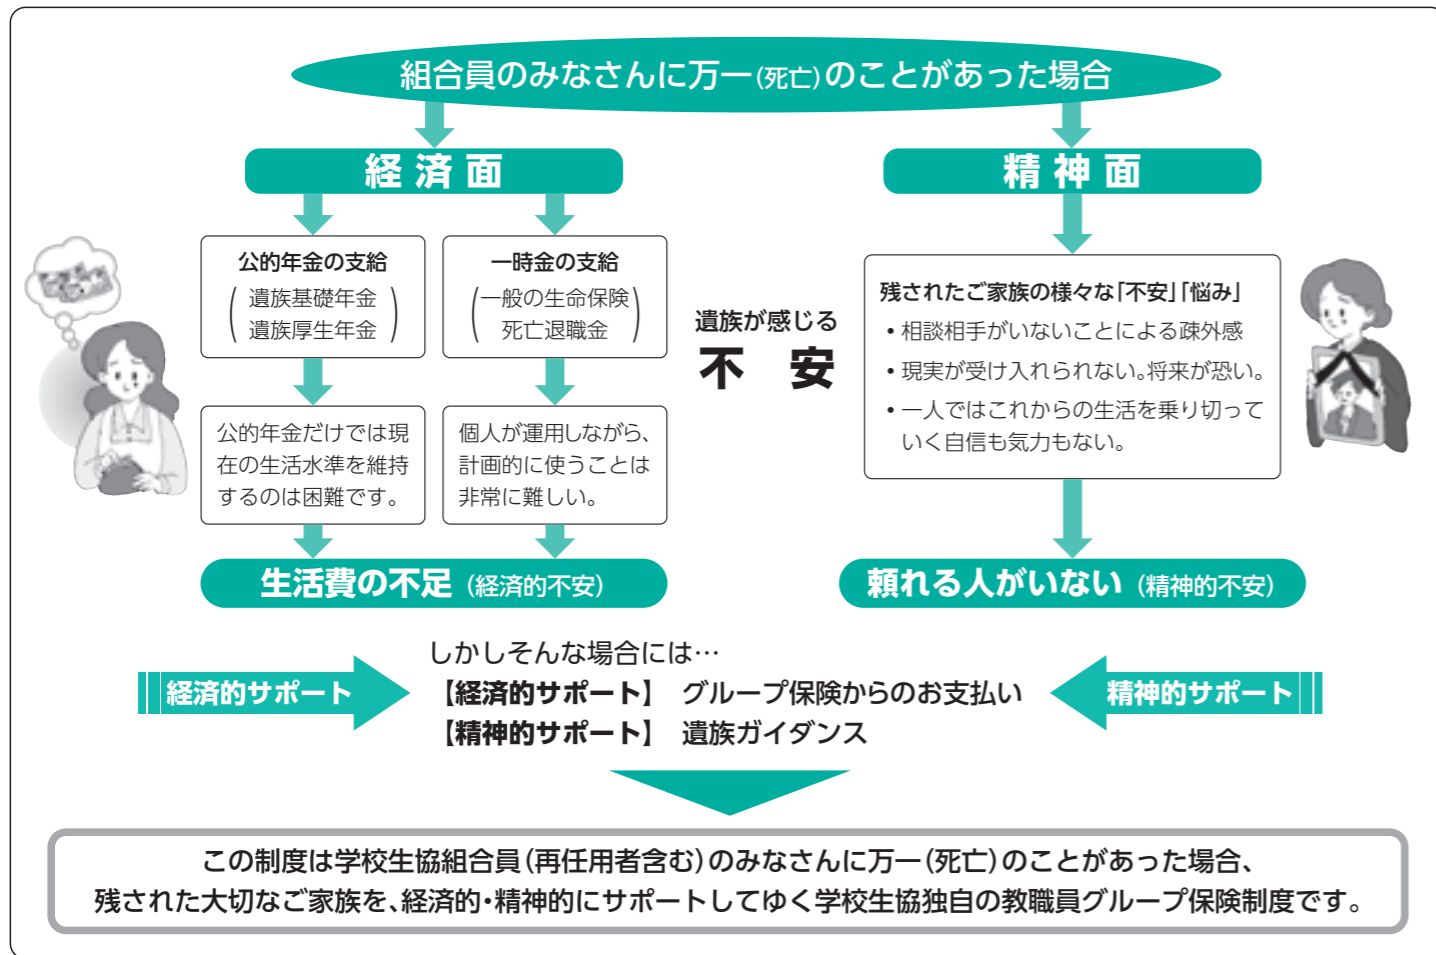 組合員のみなさんに万一(死亡)のことがあった場合
経済面
公的年金の支給
遺族基礎年金
遺族厚生年金
一時金の支給
一般の生命保険
死亡退職金
公的年金だけでは現
在の生活水準を維持
するのは困難です。
個人が運用しながら、
計画的に使うことは
非常に難しい。
生活費の不足(経済的不安)
遺族が感じる
不安
精神面
残されたご家族の様々な「不安」「悩み」
・相談相手がいないことによる疎外感
・現実が受け入れられない。将来が恐い。
・一人ではこれからの生活を乗り切って
いく自信も気力もない。
頼れる人がいない(精神的不安)
経済的サポート
しかしそんな場合には…
【経済的サポート】 グループ保険からのお支払い
【精神的サポート】 遺族ガイダンス
精神的サポート
この制度は学校生協組合員(再任用者含む)のみなさんに万一(死亡)のことがあった場合、
残された大切なご家族を、経済的・精神的にサポートしてゆく学校生協独自の教職員グループ保険制度です。